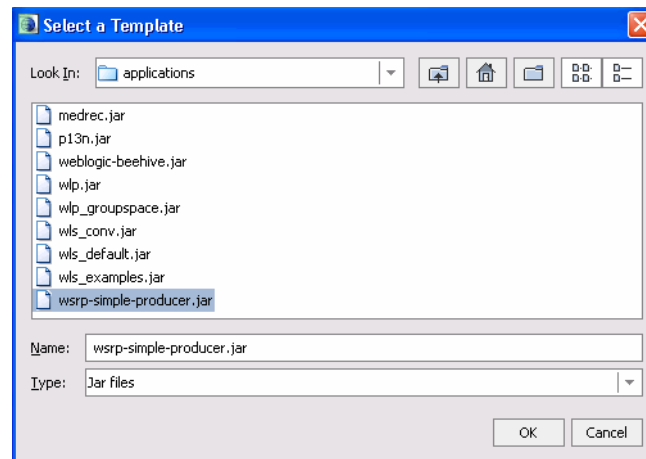 Select a Template
Look In: applications
medrec.jar
p13n.jar
weblogic-beehive.jar
wlp.jar
wlp_groupspace.jar
wls_conv.jar
wls_default.jar
wls_examples.jar
wsrp-simple-producer.jar
Name: wsrp-simple-producer.jar
Type: Jar files
OK Cancel